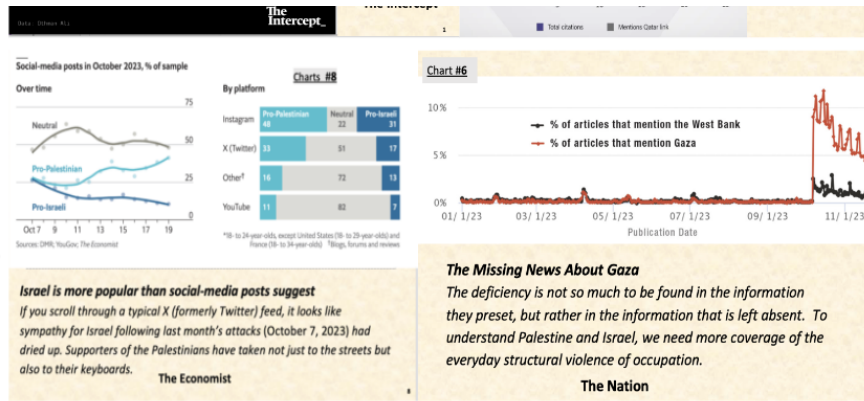 Data: Othman Ali
The
Intercept_
1
Total citations
Mentions Qatar link
Social-media posts in October 2023, % of sample
Charts #8
Over time
By platform
75
Neutral
50
Pro-Palestinian
25
Pro-Israeli
0
Oct 7 9 11 13 15 17 19
Pro-Palestinian Neutral Pro-Israeli
Instagram 48 22 31
X (Twitter) 33 51 17
Other† 16 72 13
YouTube 11 82 7
Sources: DMR; YouGov; The Economist
*18- to 24-year-olds, except United States (18- to 29-year-olds) and
France (18- to 34-year-olds) †Blogs, forums and reviews
Israel is more popular than social-media posts suggest
If you scroll through a typical X (formerly Twitter) feed, it looks like
sympathy for Israel following last month's attacks (October 7, 2023) had
dried up. Supporters of the Palestinians have taken not just to the streets but
also to their keyboards.
The Economist
8
Chart #6
10%
5%
0%
% of articles that mention the West Bank
% of articles that mention Gaza
01/ 1/23 03/ 1/23 05/ 1/23 07/ 1/23 09/ 1/23 11/ 1/23
Publication Date
The Missing News About Gaza
The deficiency is not so much to be found in the information
they preset, but rather in the information that is left absent. To
understand Palestine and Israel, we need more coverage of the
everyday structural violence of occupation.
The Nation